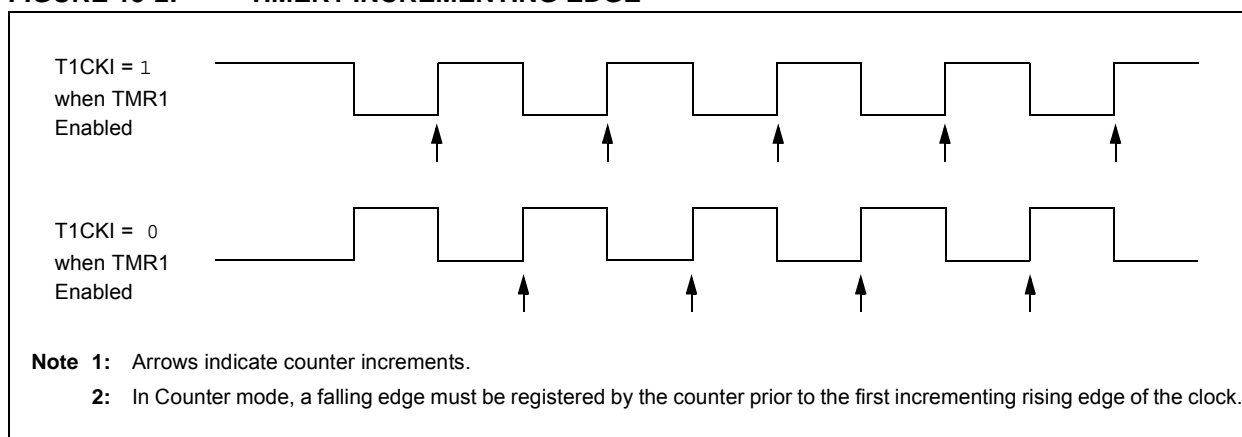 T1CKI = 1
when TMR1
Enabled
T1CKI = 0
when TMR1
Enabled
Note 1: Arrows indicate counter increments.
2: In Counter mode, a falling edge must be registered by the counter prior to the first incrementing rising edge of the clock.